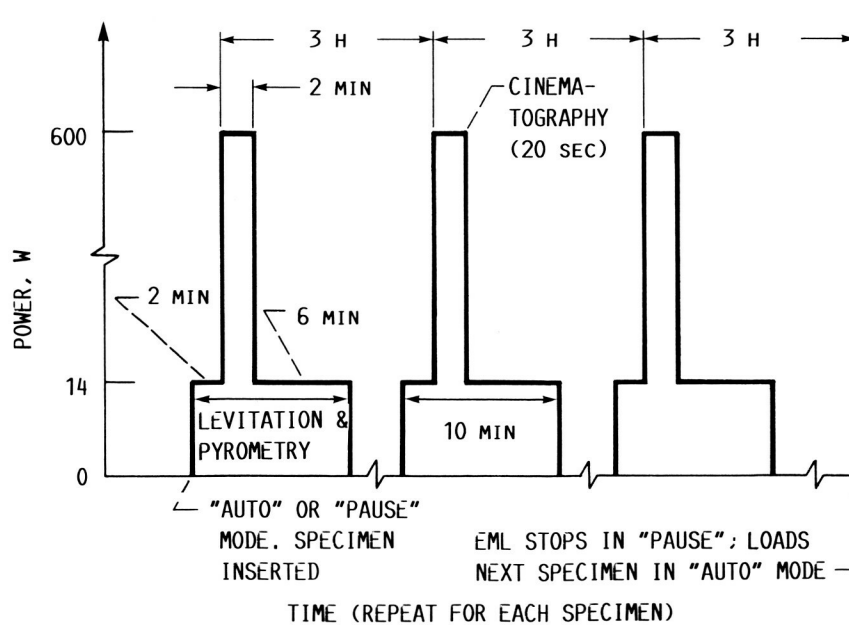 3 H
3 H
3 H
2 MIN
CINEMA-
TOGRAPHY
(20 SEC)
600
POWER, W
2 MIN
6 MIN
14
LEVITATION &
PYROMETRY
10 MIN
0
"AUTO" OR "PAUSE"
MODE. SPECIMEN
INSERTED
EML STOPS IN "PAUSE"; LOADS
NEXT SPECIMEN IN "AUTO" MODE
TIME (REPEAT FOR EACH SPECIMEN)